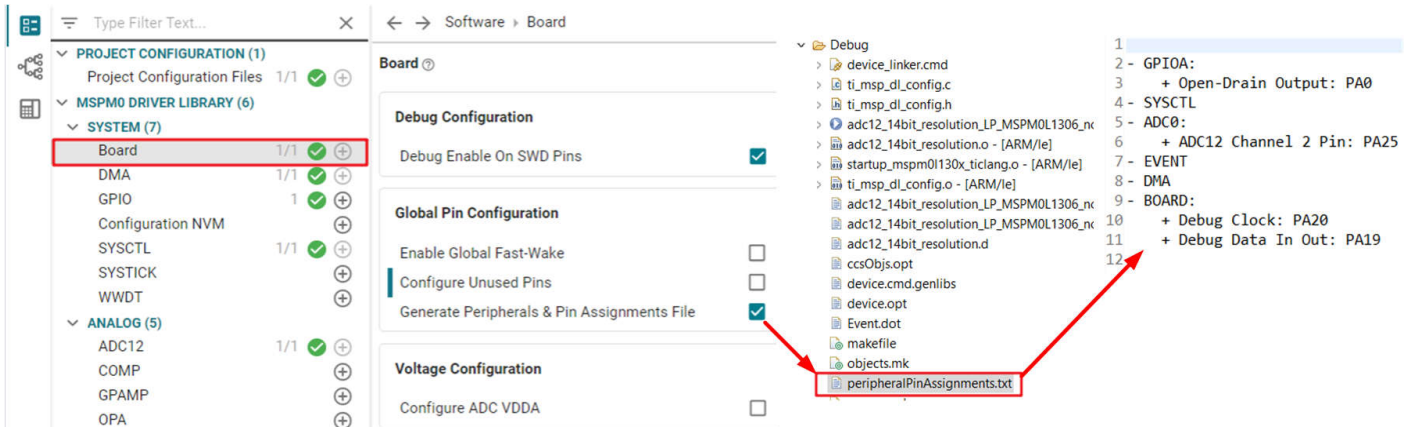 Type Filter Text...
PROJECT CONFIGURATION (1)
Project Configuration Files 1/1
MSPM0 DRIVER LIBRARY (6)
SYSTEM (7)
Board 1/1
DMA 1/1
GPIO 1
Configuration NVM
SYSCTL 1/1
SYSTICK
WWDT
ANALOG (5)
ADC12 1/1
COMP
GPAMP
OPA
Software Board
Board
Debug Configuration
Debug Enable On SWD Pins
Global Pin Configuration
Enable Global Fast-Wake
Configure Unused Pins
Generate Peripherals & Pin Assignments File
Voltage Configuration
Configure ADC VDDA
Debug
device_linker.cmd
ti_msp_dl_config.c
ti_msp_dl_config.h
adc12_14bit_resolution_LP_MSPM0L1306_nc
adc12_14bit_resolution.o - [ARM/le]
startup_mspm0l130x_ticlang.o - [ARM/le]
ti_msp_dl_config.o - [ARM/le]
adc12_14bit_resolution_LP_MSPM0L1306_nc
adc12_14bit_resolution_LP_MSPM0L1306_nc
adc12_14bit_resolution.d
ccsObjs.opt
device.cmd.genlibs
device.opt
Event.dot
makefile
objects.mk
peripheralPinAssignments.txt
1
2 - GPIOA:
3 + Open-Drain Output: PA0
4 - SYSCTL
5 - ADC0:
6 + ADC12 Channel 2 Pin: PA25
7 - EVENT
8 - DMA
9 - BOARD:
10 + Debug Clock: PA20
11 + Debug Data In Out: PA19
12